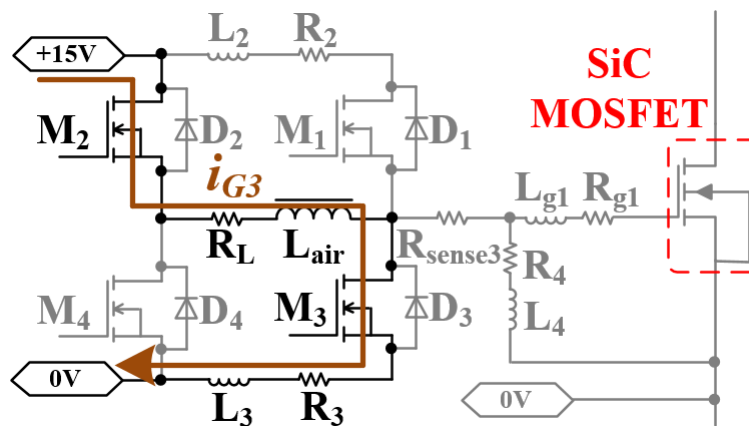 L2 R2
+15V
SiC
MOSFET
M2 D2 M1 D1
iG3
Lg1 Rg1
RL Lair
Rsense3
R4
M4 D4 M3 D3
L4
0V
L3 R3
0V